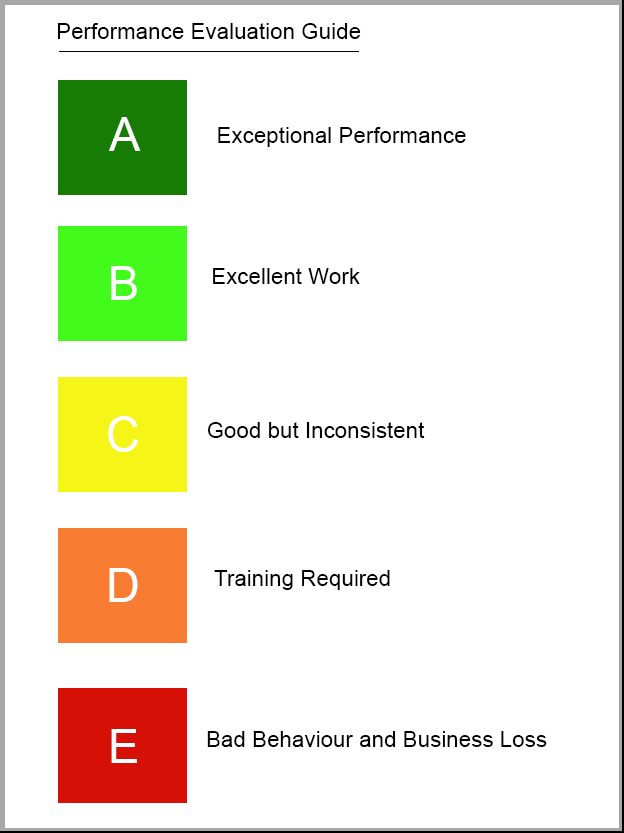 Performance Evaluation Guide
A
Exceptional Performance
B
Excellent Work
C
Good but Inconsistent
D
Training Required
E
Bad Behaviour and Business Loss